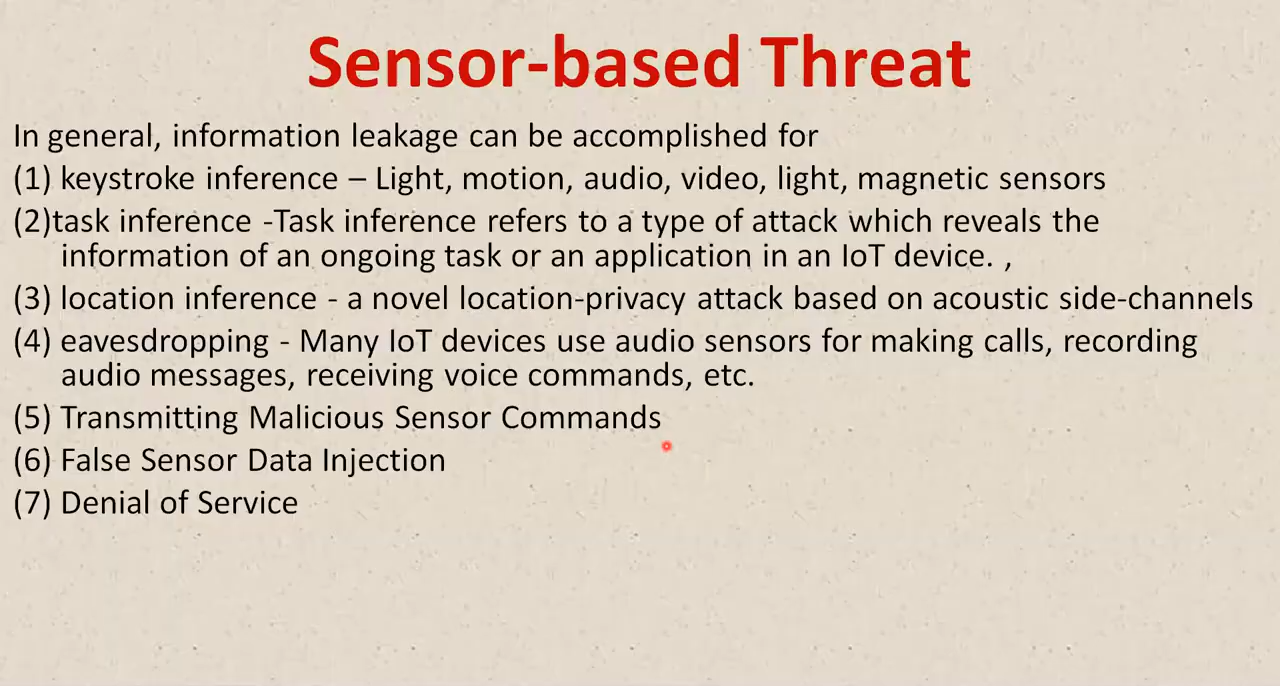 Sensor-based Threat
In general, information leakage can be accomplished for
(1) keystroke inference – Light, motion, audio, video, light, magnetic sensors
(2)task inference -Task inference refers to a type of attack which reveals the
information of an ongoing task or an application in an IoT device. ,
(3) location inference - a novel location-privacy attack based on acoustic side-channels
(4) eavesdropping - Many IoT devices use audio sensors for making calls, recording
audio messages, receiving voice commands, etc.
(5) Transmitting Malicious Sensor Commands
(6) False Sensor Data Injection
(7) Denial of Service